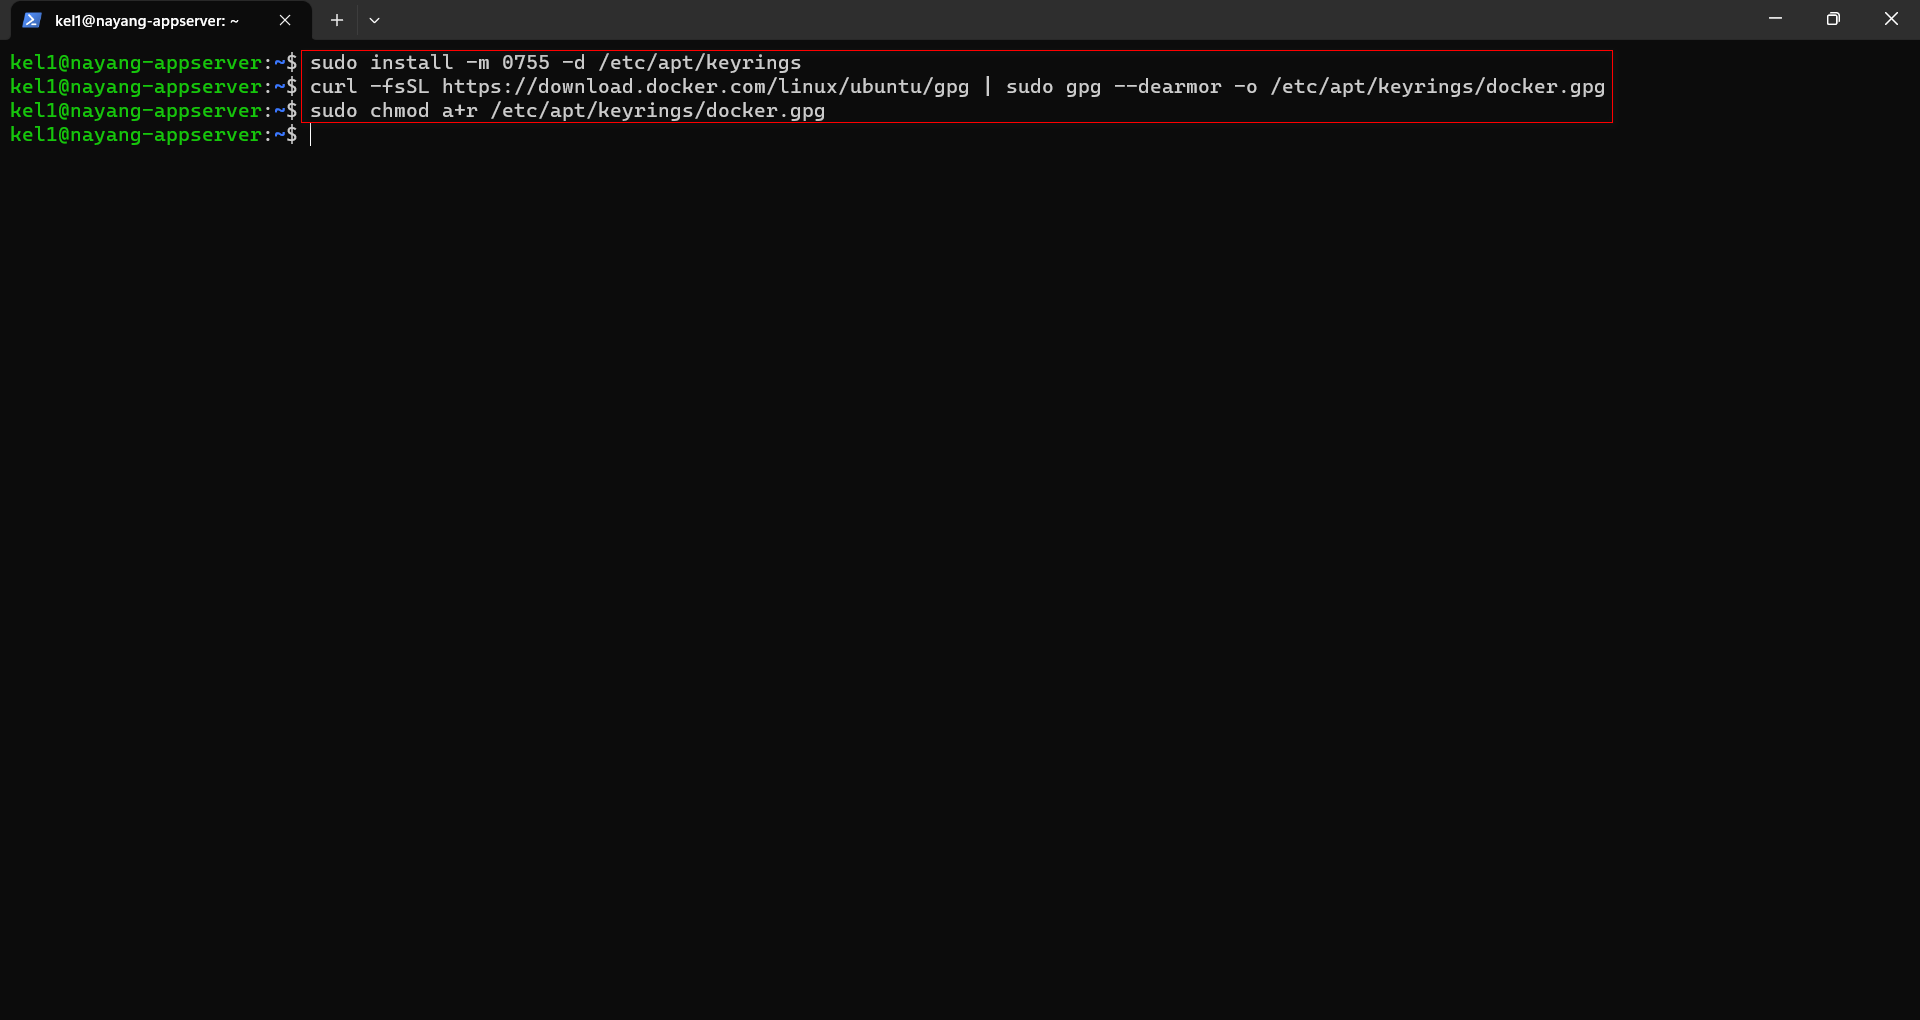 kel1@nayang-appserver: ~
kel1@nayang-appserver:~$ sudo install -m 0755 -d /etc/apt/keyrings
kel1@nayang-appserver:~$ curl -fsSL https://download.docker.com/linux/ubuntu/gpg | sudo gpg --dearmor -o /etc/apt/keyrings/docker.gpg
kel1@nayang-appserver:~$ sudo chmod a+r /etc/apt/keyrings/docker.gpg
kel1@nayang-appserver:~$